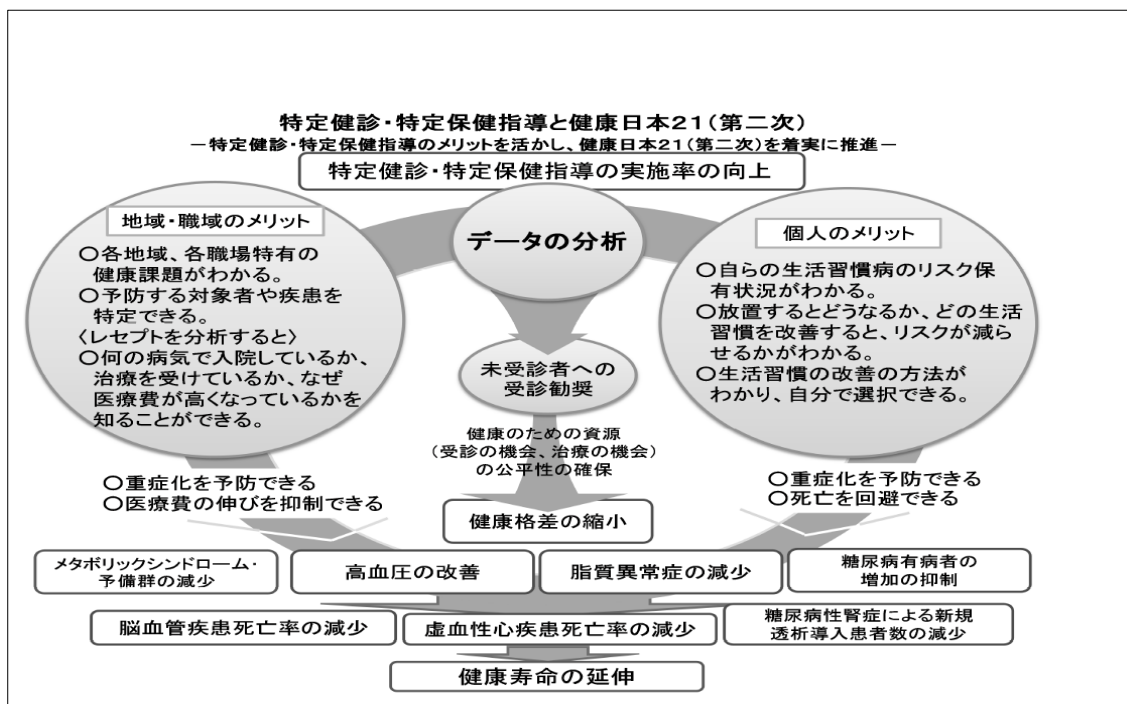 特定健診・特定保健指導と健康日本21(第二次)
－特定健診・特定保健指導のメリットを活かし、健康日本21(第二次)を着実に推進－
特定健診・特定保健指導の実施率の向上
地域・職域のメリット
〇各地域、各職場特有の
健康課題がわかる。
〇予防する対象者や疾患を
特定できる。
〈レセプトを分析すると〉
〇何の病気で入院しているか、
治療を受けているか、なぜ
医療費が高くなっているかを
知ることができる。
データの分析
個人のメリット
〇自らの生活習慣病のリスク保
有状況がわかる。
〇放置するとどうなるか、どの生活
習慣を改善すると、リスクが減ら
せるかがわかる。
〇生活習慣の改善の方法が
わかり、自分で選択できる。
未受診者への
受診勧奨
健康のための資源
(受診の機会、治療の機会)
の公平性の確保
〇重症化を予防できる
〇医療費の伸びを抑制できる
〇重症化を予防できる
〇死亡を回避できる
健康格差の縮小
メタボリックシンドローム・
予備群の減少
高血圧の改善
脂質異常症の減少
糖尿病有病者の
増加の抑制
脳血管疾患死亡率の減少
虚血性心疾患死亡率の減少
糖尿病性腎症による新規
透析導入患者数の減少
健康寿命の延伸